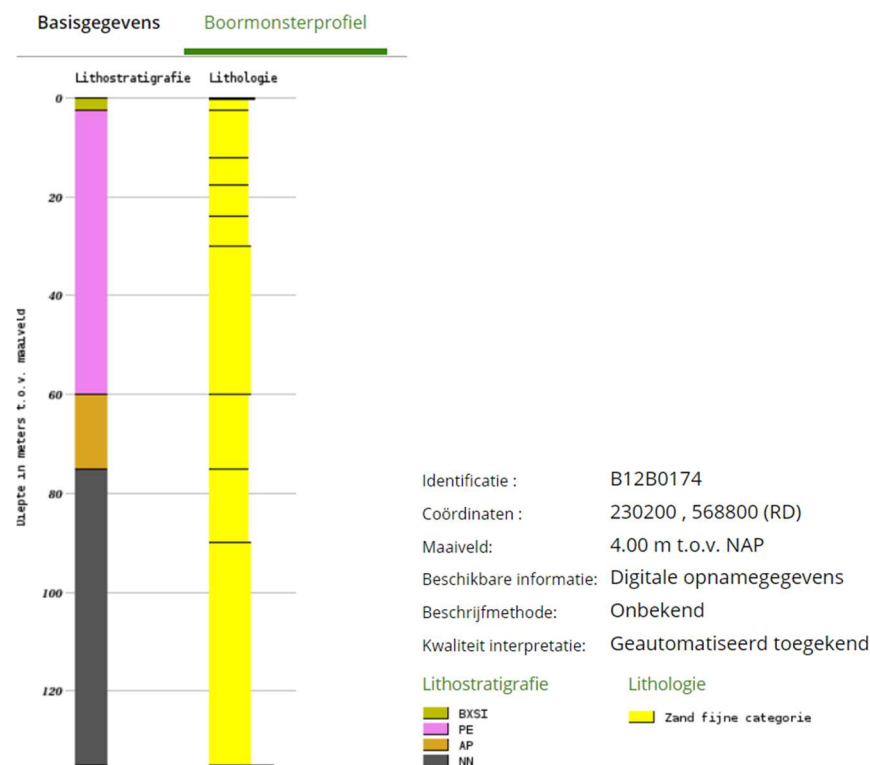 Basisgegevens Boormonsterprofiel
Lithostratigrafie Lithologie
0
20
40
60
80
100
120
Diepte in meters t.o.v. maaiveld
Identificatie : B12B0174
Coördinaten : 230200 , 568800 (RD)
Maaiveld: 4.00 m t.o.v. NAP
Beschikbare informatie: Digitale opnamegegevens
Beschrijfmethode: Onbekend
Kwaliteit interpretatie: Geautomatiseerd toegekend
Lithostratigrafie Lithologie
BXSI Zand fijne categorie
PE
AP
NN